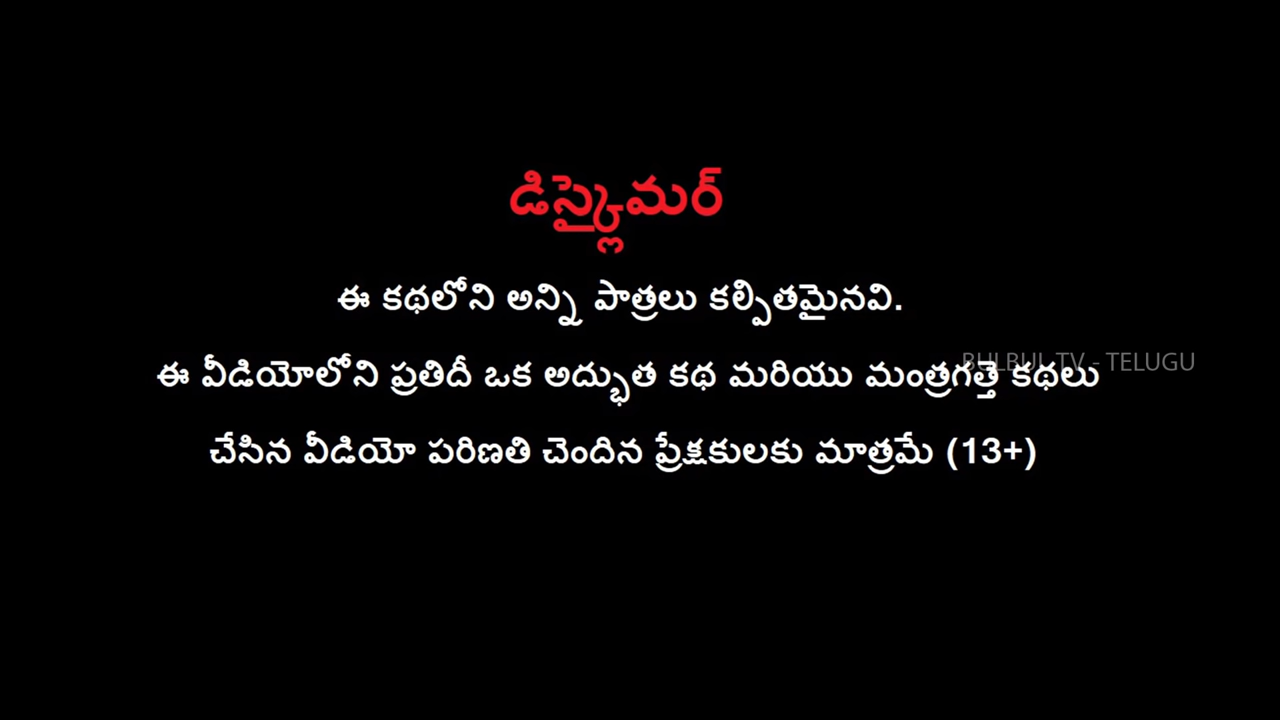 డిస్క్లైమర్
ఈ కథలోని అన్ని పాత్రలు కల్పితమైనవి.
ఈ వీడియోలోని ప్రతిదీ ఒక అద్భుత కథ మరియు మంత్రగత్తె కథలు
BULBUL TV - TELUGU
చేసిన వీడియో పరిణతి చెందిన ప్రేక్షకులకు మాత్రమే (13+)